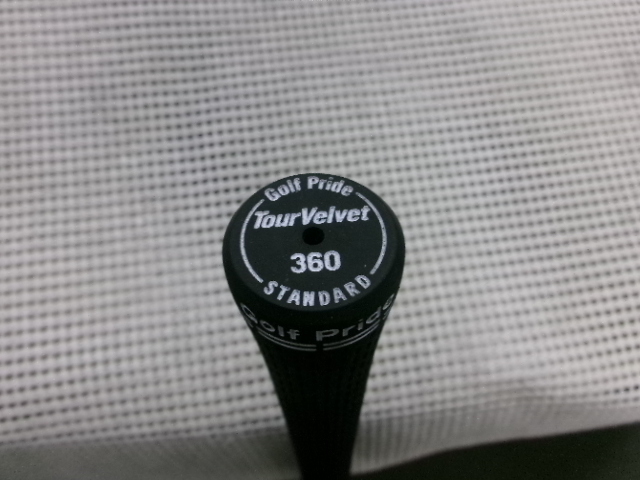 Golf Pride
TourVelvet
360
STANDARD
Golf Pride